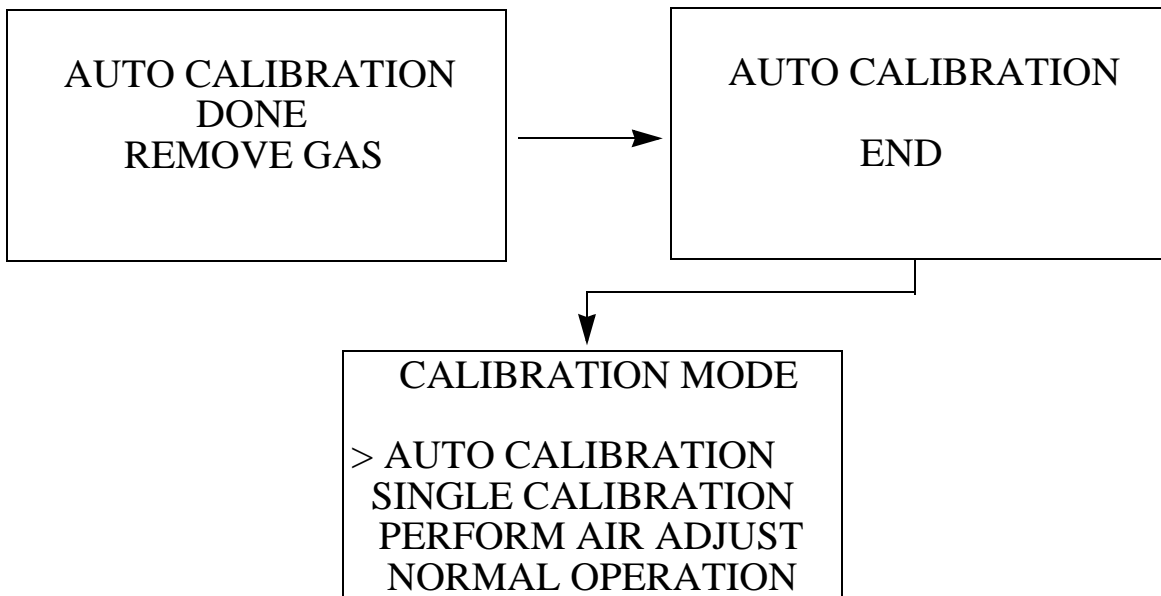 AUTO CALIBRATION
DONE
REMOVE GAS
AUTO CALIBRATION
END
CALIBRATION MODE
> AUTO CALIBRATION
SINGLE CALIBRATION
PERFORM AIR ADJUST
NORMAL OPERATION